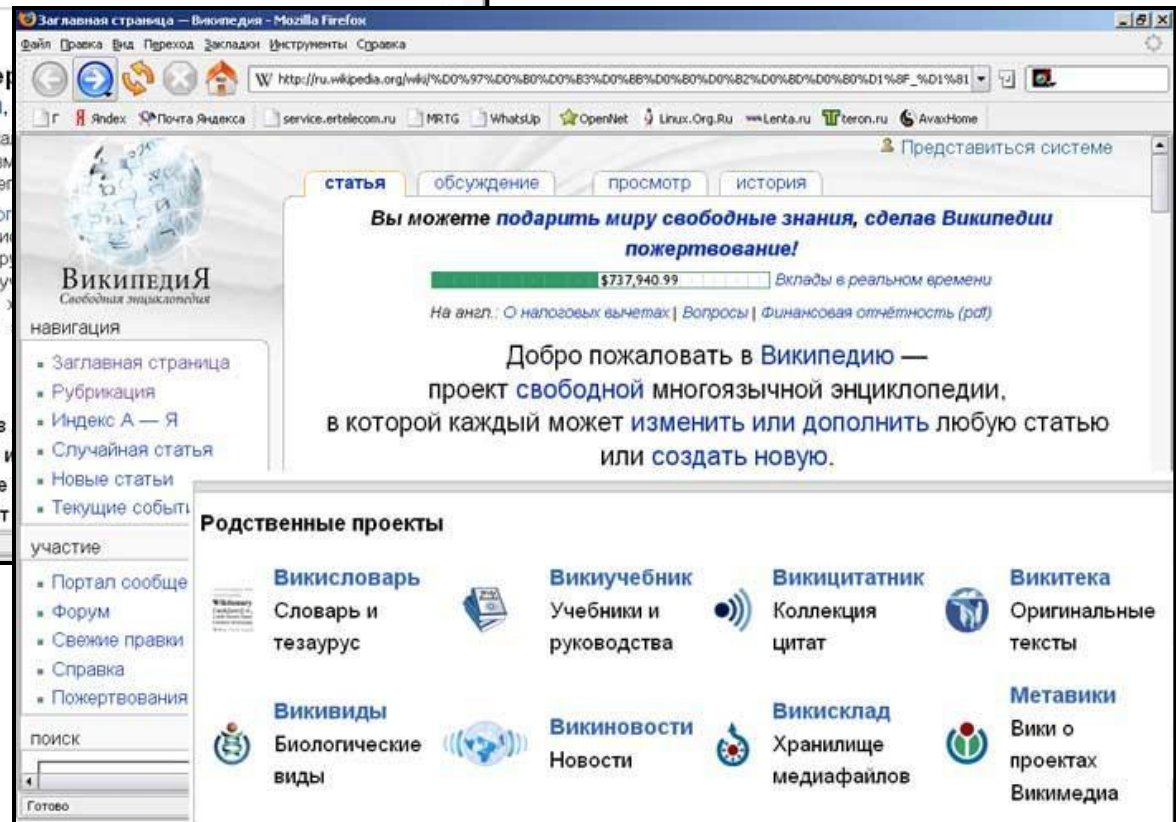 Заглавная страница — Википедия - Mozilla Firefox
Файл Правка Вид Переход Закладки Инструменты Справка
W http://ru.wikipedia.org/wiki/%D0%97%D0%B0%D0%B3%D0%BB%D0%B0%D0%B2%D0%BD%D0%B0%D1%8F_%D1%81
Г Яndex Почта Яндекса service.ertelecom.ru MRTG WhatsUp OpenNet Linux.Org.Ru Lenta.ru teron.ru AvaxHome
Представиться системе
статья обсуждение просмотр история
Вы можете подарить миру свободные знания, сделав Википедии
пожертвование!
$737,940.99 Вклады в реальном времени
На англ.: О налоговых вычетах | Вопросы | Финансовая отчётность (pdf)
Добро пожаловать в Википедию —
проект свободной многоязычной энциклопедии,
в которой каждый может изменить или дополнить любую статью
или создать новую.
ВикипедиЯ
Свободная энциклопедия
навигация
Заглавная страница
Рубрикация
Индекс А — Я
Случайная статья
Новые статьи
Текущие событи
участие
Портал сообще
Форум
Свежие правки
Справка
Пожертвования
поиск
Готово
Родственные проекты
Викисловарь
Словарь и
тезаурус
Викиучебник
Учебники и
руководства
Викицитатник
Коллекция
цитат
Викитека
Оригинальные
тексты
Викивиды
Биологические
виды
Викиновости
Новости
Викисклад
Хранилище
медиафайлов
Метавики
Вики о
проектах
Викимедиа